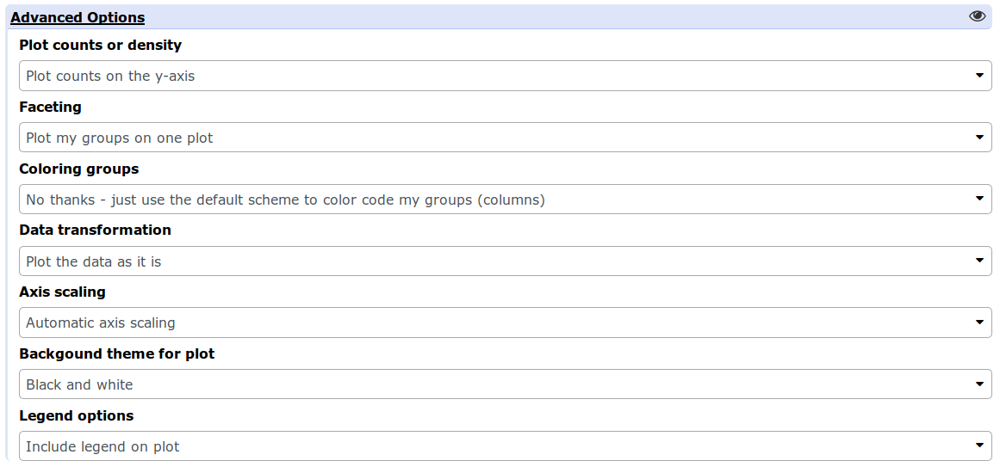 Advanced Options
Plot counts or density
Plot counts on the y-axis
Faceting
Plot my groups on one plot
Coloring groups
No thanks - just use the default scheme to color code my groups (columns)
Data transformation
Plot the data as it is
Axis scaling
Automatic axis scaling
Backgound theme for plot
Black and white
Legend options
Include legend on plot